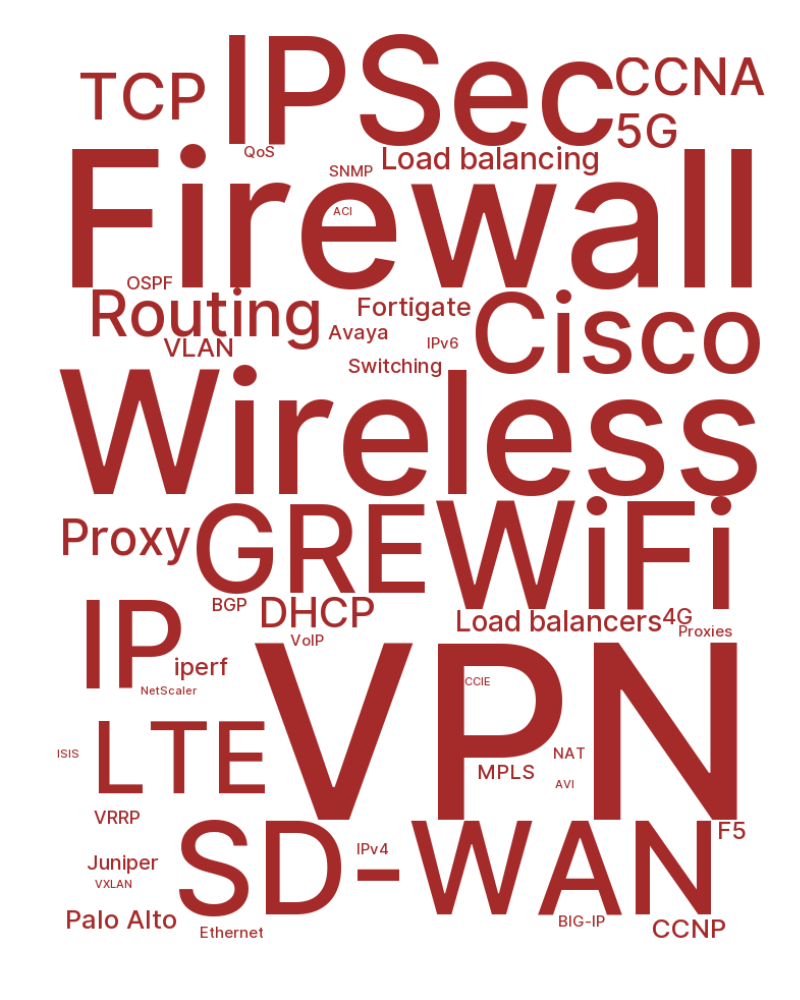 TCP IPSec CCNA
5G
QoS
SNMP Load balancing
Firewall
ACI
OSPF
Routing Fortigate Cisco
Avaya
VLAN IPv6
Switching
Wireless
Proxy GRE WiFi
BGP DHCP Load balancers 4G
IP VoIP Proxies
iperf
NetScaler VPN CCIE
LTE
ISIS NAT
MPLS
AVI
VRRP
SD-WAN F5
IPv4
Juniper
VXLAN
Palo Alto BIG-IP CCNP
Ethernet